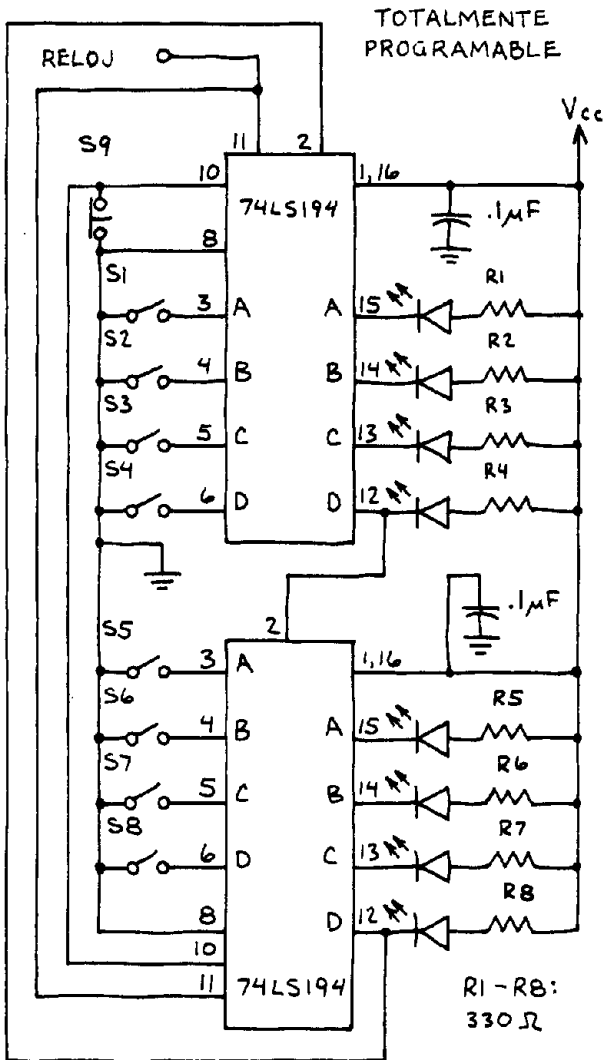 TOTALMENTE
PROGRAMABLE
RELOJ
Vcc
S9
11 2
10 1,16
74LS194 .1µF
8
S1
R1
3 A A 15
S2
R2
4 B B 14
S3
R3
5 C C 13
S4
R4
6 D D 12
.1µF
2
S5
3 A 1,16
S6
R5
4 B A 15
S7
R6
5 C B 14
S8
R7
6 D C 13
R8
8 D 12
10
11 74LS194
R1-R8:
330 Ω